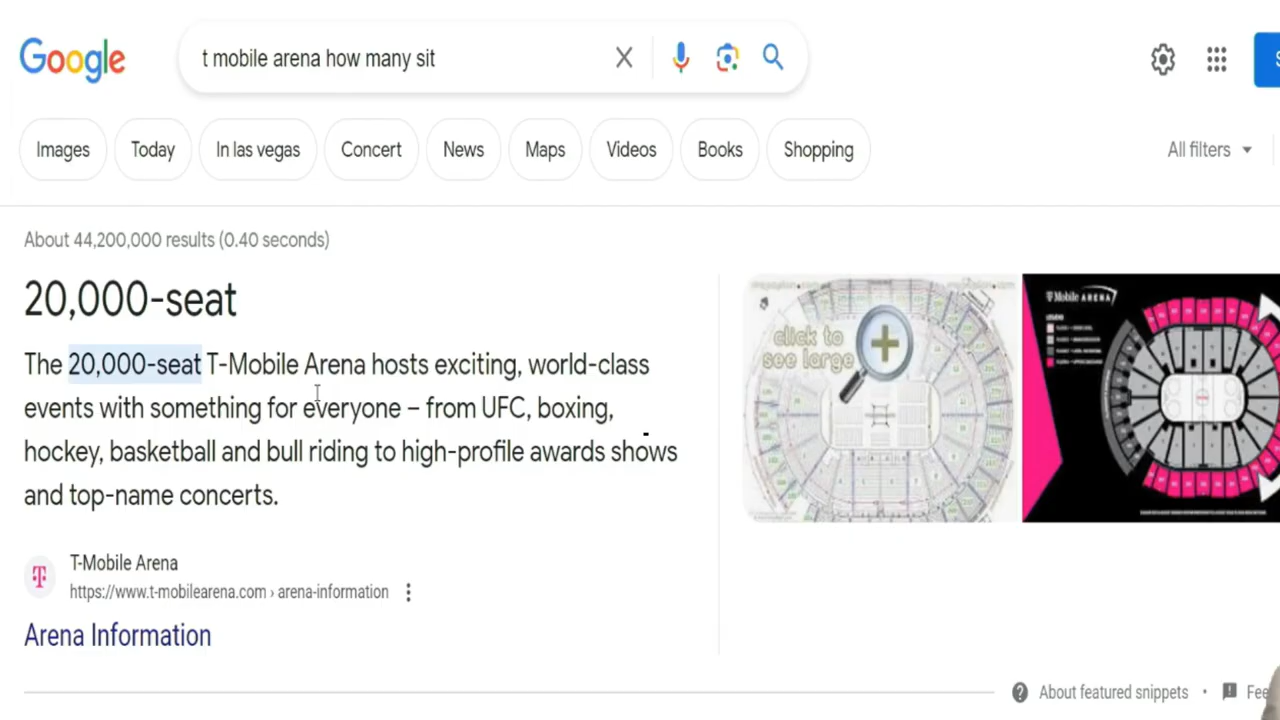 Google
t mobile arena how many sit
Images
Today
In las vegas
Concert
News
Maps
Videos
Books
Shopping
All filters
About 44,200,000 results (0.40 seconds)
20,000-seat
The 20,000-seat T-Mobile Arena hosts exciting, world-class
events with something for everyone – from UFC, boxing,
hockey, basketball and bull riding to high-profile awards shows
and top-name concerts.
click to
see large
T Mobile ARENA
T-Mobile Arena
https://www.t-mobilearena.com › arena-information
Arena Information
About featured snippets